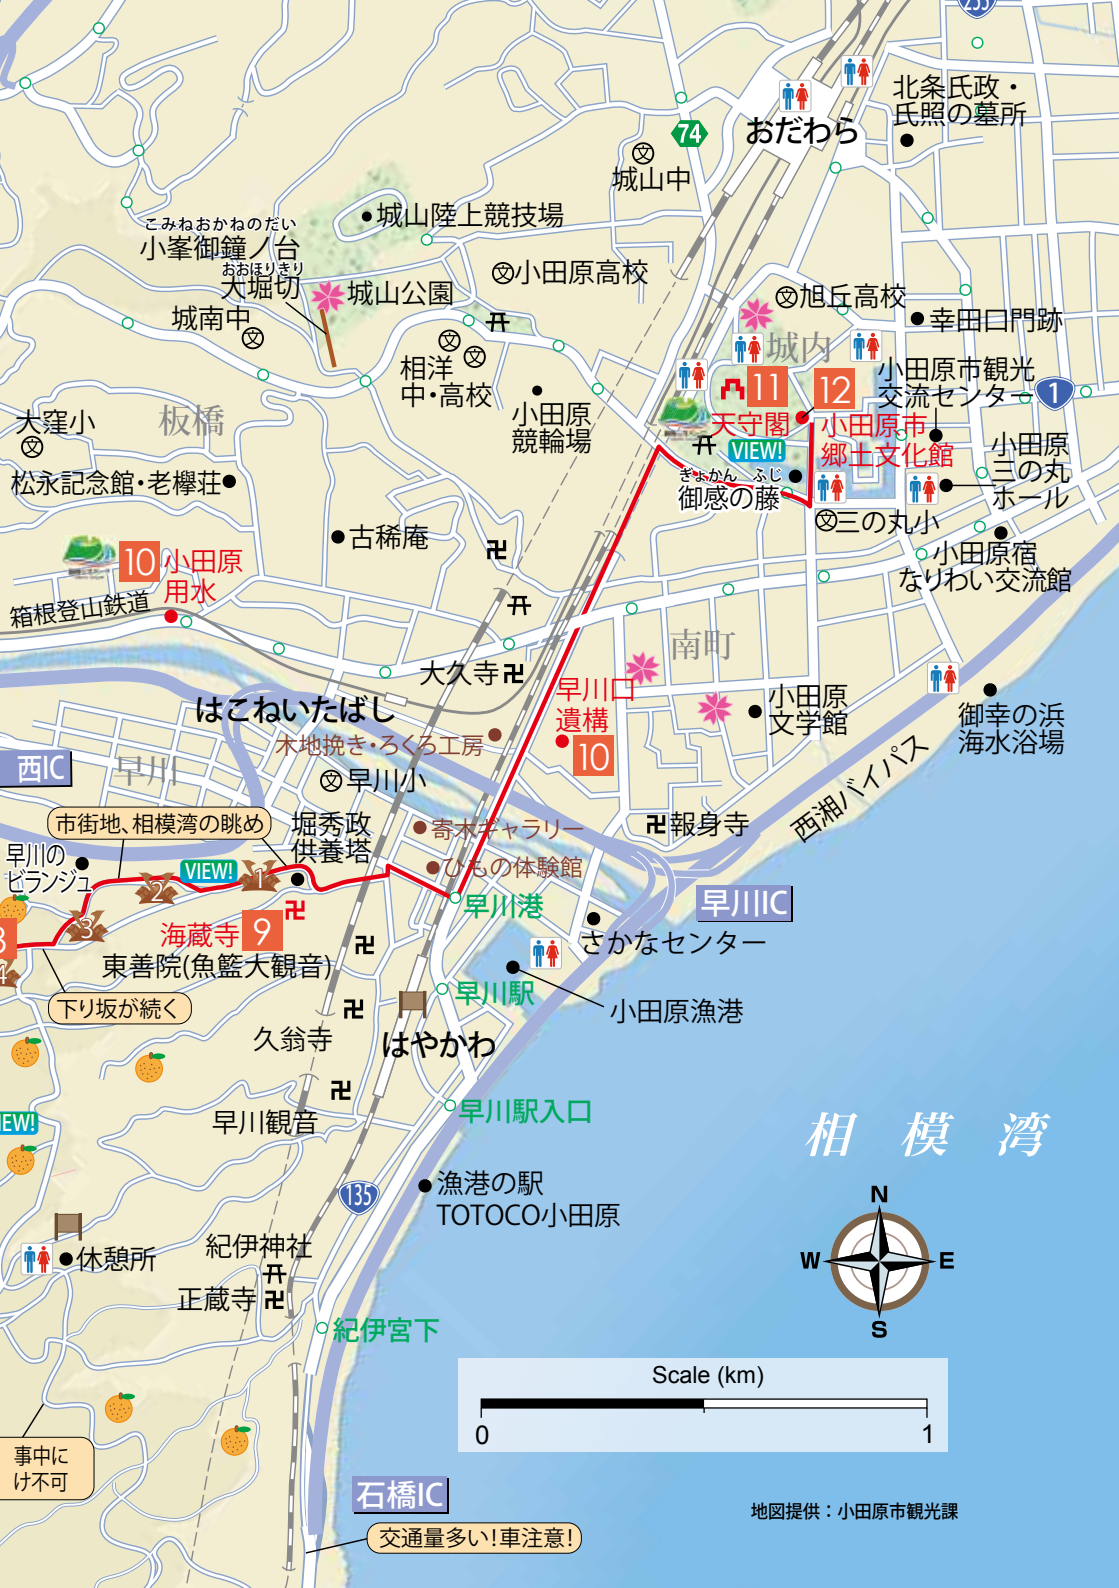 255
北条氏政・
氏照の墓所
おだわら
74
城山中
城山陸上競技場
こみねおかねのだい
小峯御鐘ノ台
おおほりきり
大堀切
城山公園
小田原高校
旭丘高校
城南中
幸田口門跡
城内
相洋
中・高校
小田原市観光
交流センター
1
11
12
小田原
競輪場
天守閣
小田原市
郷土文化館
大窪小
板橋
VIEW!
小田原
三の丸
ホール
松永記念館・老欅荘
ぎょかん ふじ
御感の藤
三の丸小
古稀庵
小田原宿
なりわい交流館
10
小田原
用水
箱根登山鉄道
南町
大久寺
早川口
遺構
10
小田原
文学館
御幸の浜
海水浴場
はこねいたばし
木地挽き・ろくろ工房
西IC
早川
早川小
西湘バイパス
市街地、相模湾の眺め
堀秀政
供養塔
寄木ギャラリー
報身寺
早川の
ビランジュ
VIEW!
1
2
3
ひもの体験館
早川港
早川IC
海蔵寺
9
さかなセンター
東善院(魚籃大観音)
4
下り坂が続く
早川駅
小田原漁港
久翁寺
はやかわ
早川観音
早川駅入口
相模湾
135
漁港の駅
TOTOCO小田原
N
W
E
S
紀伊神社
休憩所
正蔵寺
紀伊宮下
Scale (km)
0
1
事中に
け不可
石橋IC
地図提供：小田原市観光課
交通量多い!車注意!